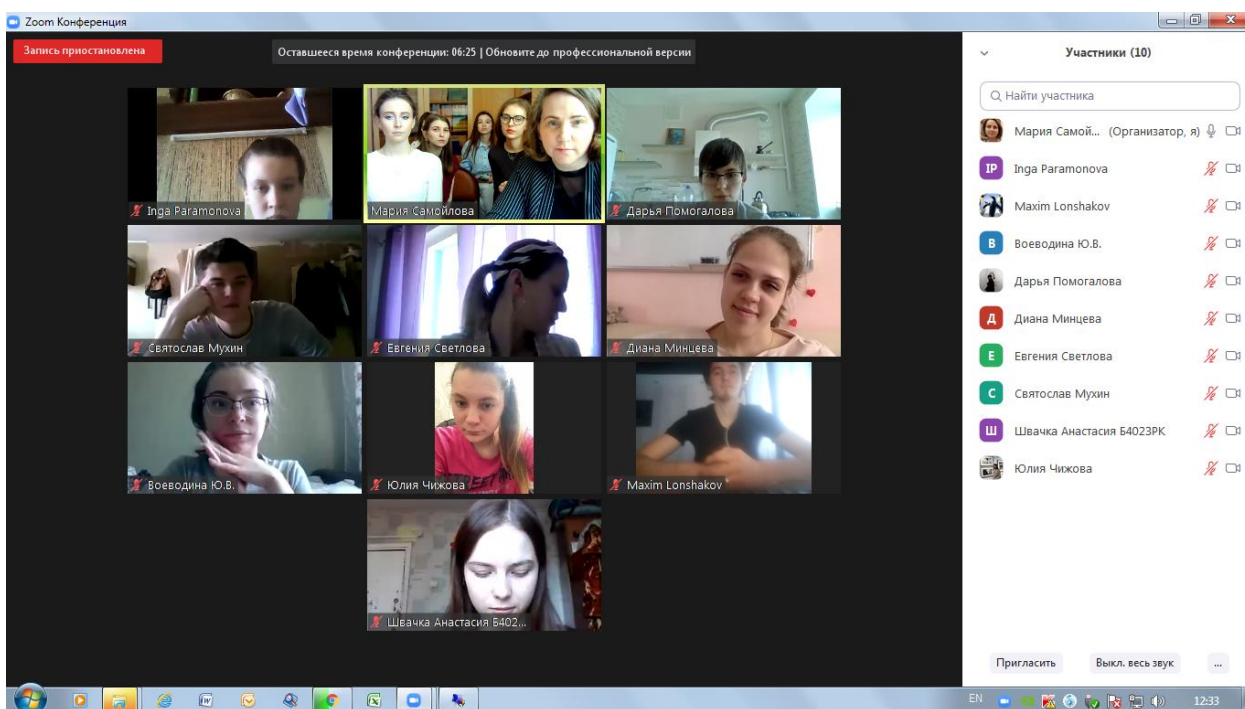 Zoom Конференция
Запись приостановлена
Оставшееся время конференции: 06:25 | Обновите до профессиональной версии
Inga Paramonova
Мария Самойлова
Дарья Помогалова
Святослав Мухин
Евгения Светлова
Диана Минцева
Воеводина Ю.В.
Юлия Чижова
Maxim Lonshakov
Швачка Анастасия Б402...
Участники (10)
Найти участника
Мария Самой... (Организатор, я)
IP Inga Paramonova
Maxim Lonshakov
В Воеводина Ю.В.
Дарья Помогалова
Д Диана Минцева
Е Евгения Светлова
С Святослав Мухин
Ш Швачка Анастасия Б4023РК
Юлия Чижова
Пригласить Выкл. весь звук ...
EN 12:33